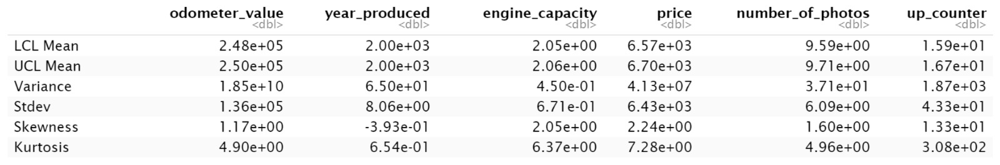 odometer_value year_produced engine_capacity price number_of_photos up_counter
<dbl> <dbl> <dbl> <dbl> <dbl> <dbl>
LCL Mean 2.48e+05 2.00e+03 2.05e+00 6.57e+03 9.59e+00 1.59e+01
UCL Mean 2.50e+05 2.00e+03 2.06e+00 6.70e+03 9.71e+00 1.67e+01
Variance 1.85e+10 6.50e+01 4.50e-01 4.13e+07 3.71e+01 1.87e+03
Stdev 1.36e+05 8.06e+00 6.71e-01 6.43e+03 6.09e+00 4.33e+01
Skewness 1.17e+00 -3.93e-01 2.05e+00 2.24e+00 1.60e+00 1.33e+01
Kurtosis 4.90e+00 6.54e-01 6.37e+00 7.28e+00 4.96e+00 3.08e+02